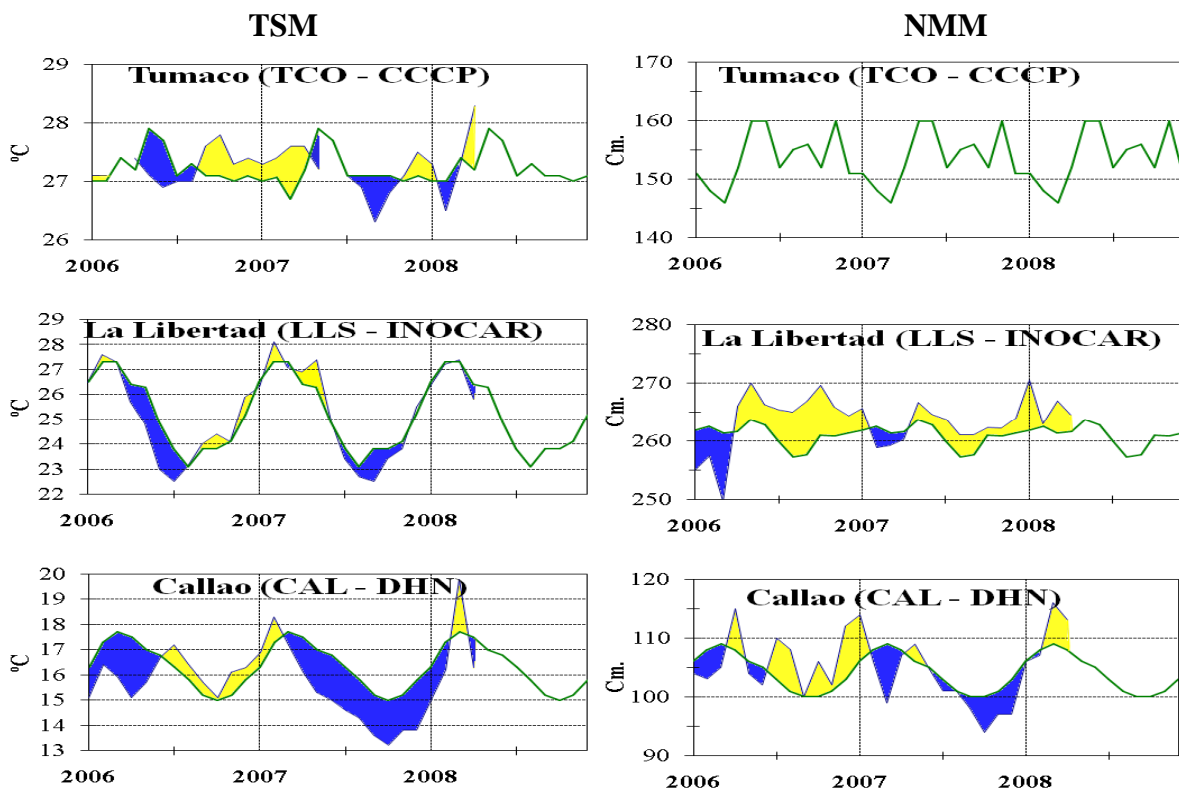 TSM
NMM
29
28
27
26
ºC
Tumaco (TCO - CCCP)
2006 2007 2008
170
160
150
140
Cm.
Tumaco (TCO - CCCP)
2006 2007 2008
29
28
27
26
25
24
23
22
ºC
La Libertad (LLS - INOCAR)
2006 2007 2008
280
270
260
250
Cm.
La Libertad (LLS - INOCAR)
2006 2007 2008
20
19
18
17
16
15
14
13
ºC
Callao (CAL - DHN)
2006 2007 2008
120
110
100
90
Cm.
Callao (CAL - DHN)
2006 2007 2008